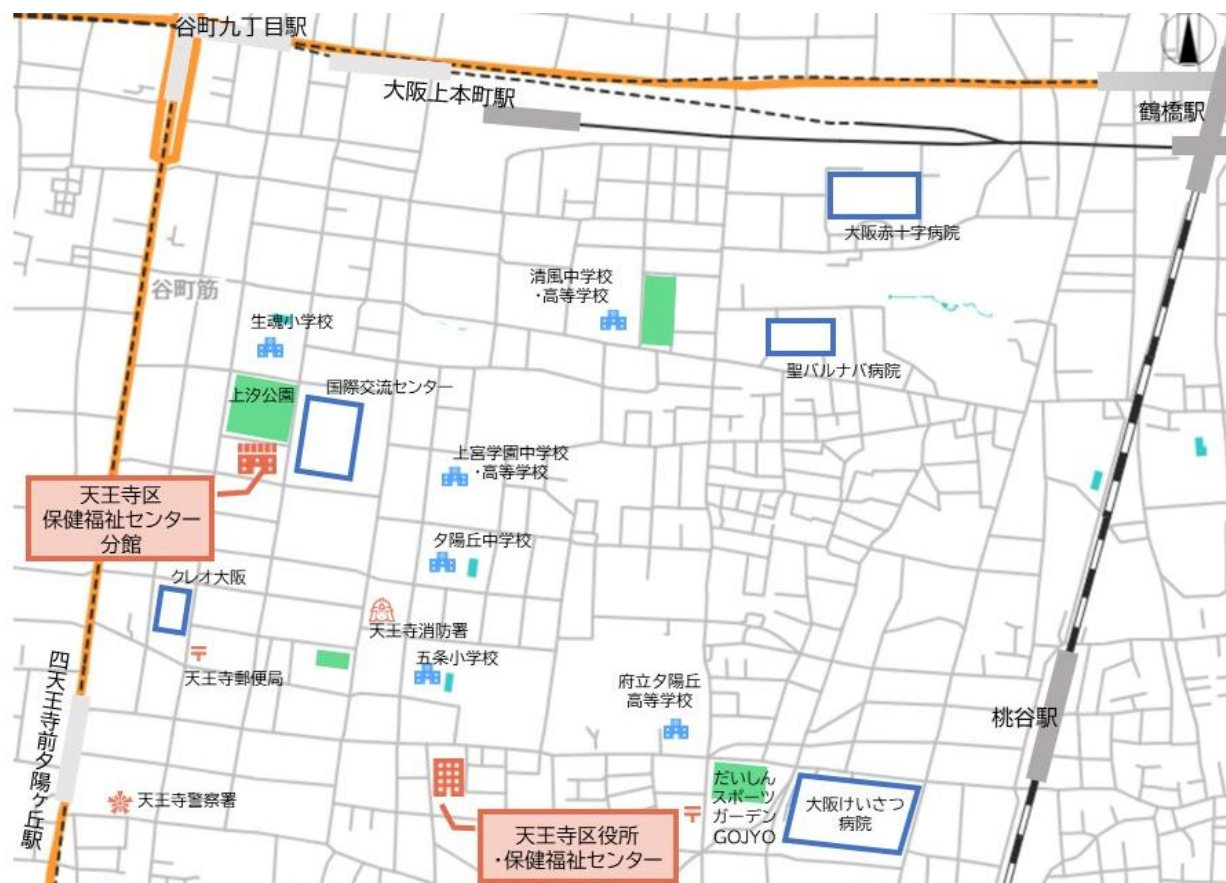 谷町九丁目駅
大阪上本町駅
鶴橋駅
大阪赤十字病院
清風中学校
・高等学校
谷町筋
生魂小学校
聖バルナバ病院
国際交流センター
上汐公園
上宮学園中学校
・高等学校
天王寺区
保健福祉センター
分館
夕陽丘中学校
クレオ大阪
天王寺消防署
五条小学校
天王寺郵便局
四天王寺前夕陽ヶ丘駅
府立夕陽丘
高等学校
桃谷駅
天王寺警察署
だいしん
スポーツ
ガーデン
GOJYO
大阪けいさつ
病院
天王寺区役所
・保健福祉センター